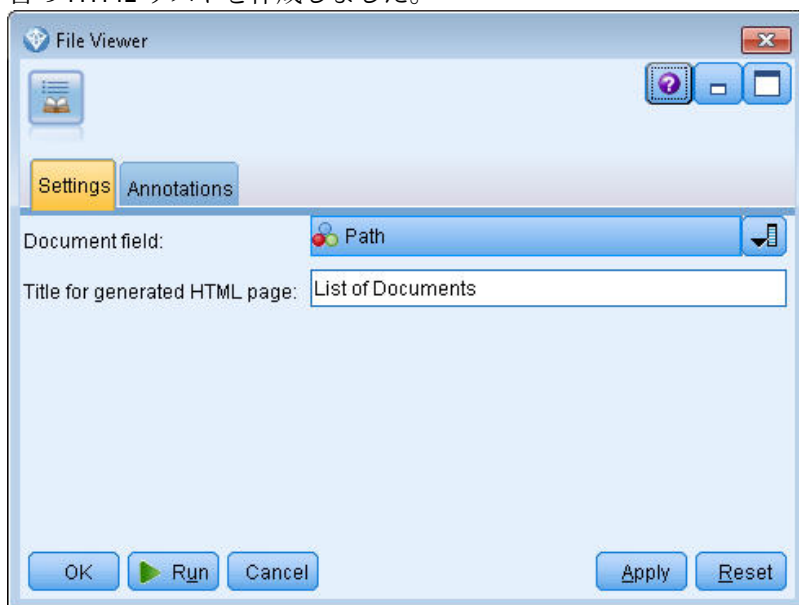 File Viewer
Settings Annotations
Document field: Path
Title for generated HTML page: List of Documents
OK Run Cancel Apply Reset